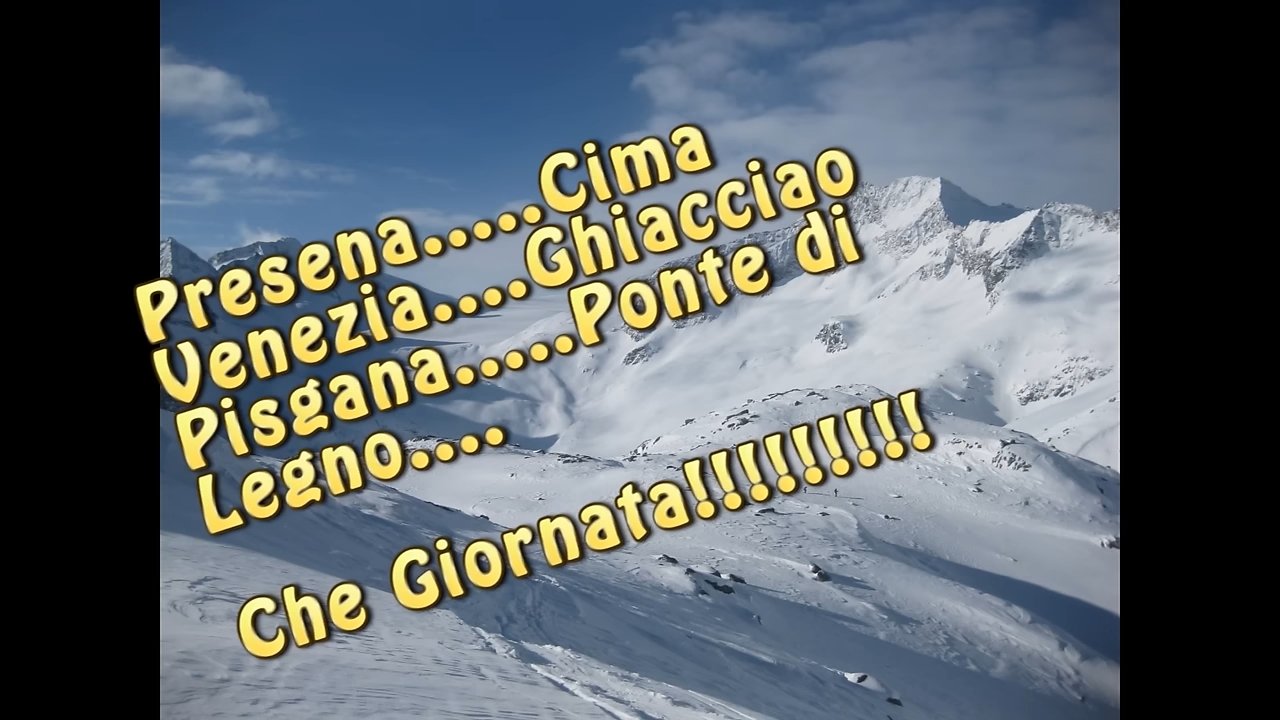 Presena.....Cima
Venezia....Ghiacciao
Pisgana.....Ponte di
Legno....
Che Giornata!!!!!!!!!